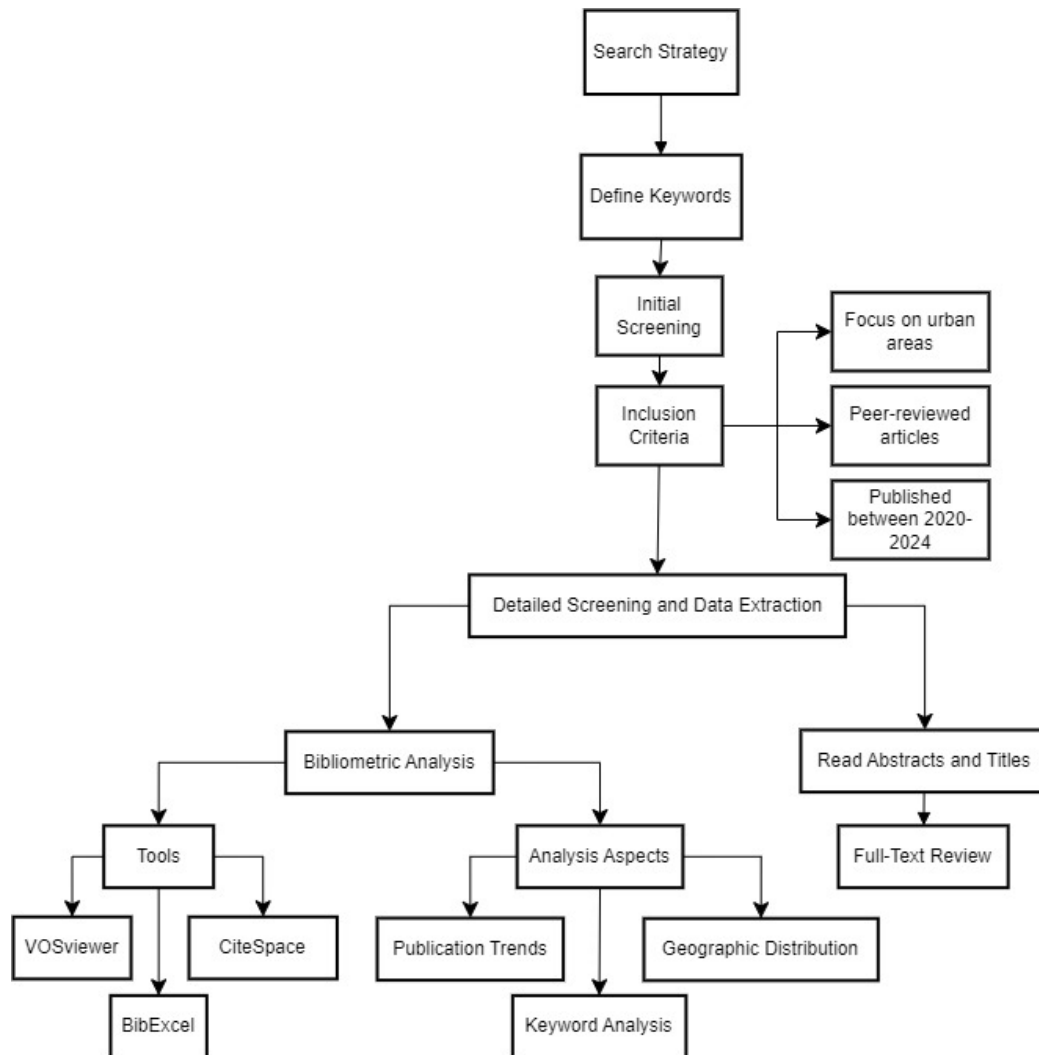 Search Strategy
Define Keywords
Initial
Screening
Inclusion
Criteria
Focus on urban
areas
Peer-reviewed
articles
Published
between 2020-
2024
Detailed Screening and Data Extraction
Bibliometric Analysis
Read Abstracts and Titles
Tools
Analysis Aspects
Full-Text Review
VOSviewer
CiteSpace
Publication Trends
Geographic Distribution
BibExcel
Keyword Analysis